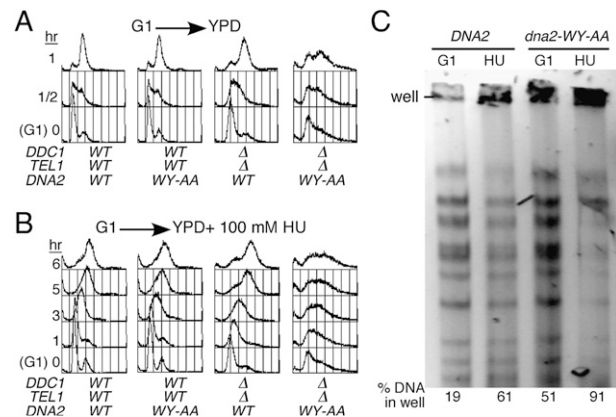 A
G1 → YPD
hr
1
1/2
(G1) 0
DDC1 WT WT Δ Δ
TEL1 WT WT Δ Δ
DNA2 WT WY-AA WT WY-AA
B
G1 → YPD+ 100 mM HU
hr
6
5
3
1
(G1) 0
DDC1 WT WT Δ Δ
TEL1 WT WT Δ Δ
DNA2 WT WY-AA WT WY-AA
C
DNA2 dna2-WY-AA
G1 HU G1 HU
well
% DNA
in well
19 61 51 91